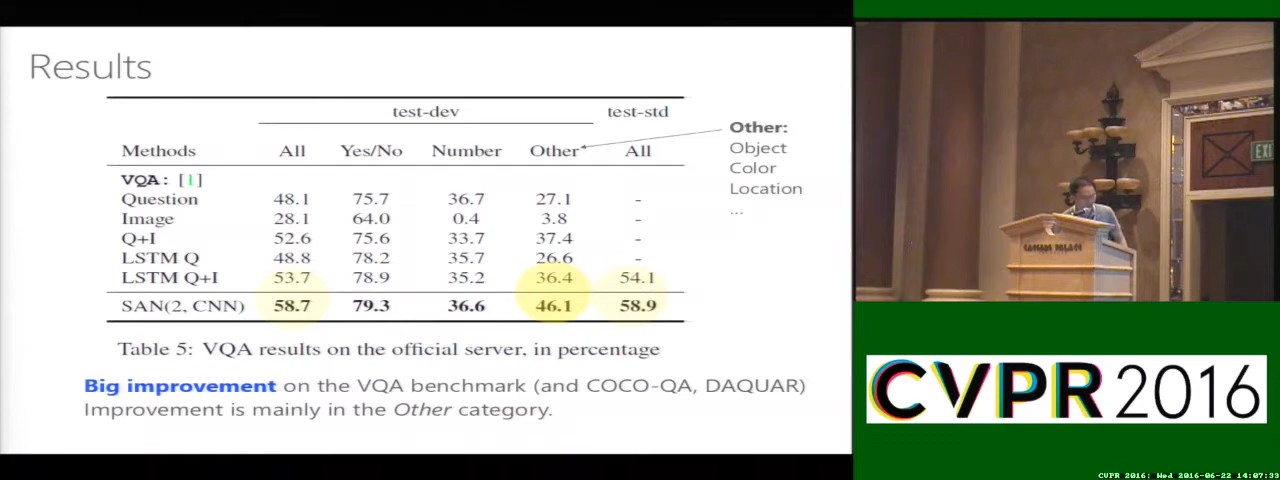 Results
test-dev test-std
Methods All Yes/No Number Other All
VQA: [1]
Question 48.1 75.7 36.7 27.1 -
Image 28.1 64.0 0.4 3.8 -
Q+I 52.6 75.6 33.7 37.4 -
LSTM Q 48.8 78.2 35.7 26.6 -
LSTM Q+I 53.7 78.9 35.2 36.4 54.1
SAN(2, CNN) 58.7 79.3 36.6 46.1 58.9
Table 5: VQA results on the official server, in percentage
Other:
Object
Color
Location
...
Big improvement on the VQA benchmark (and COCO-QA, DAQUAR)
Improvement is mainly in the Other category.
EXI
CAESARS PALACE
CVPR 2016
CVPR 2016: Wed 2016-06-22 14:07:33